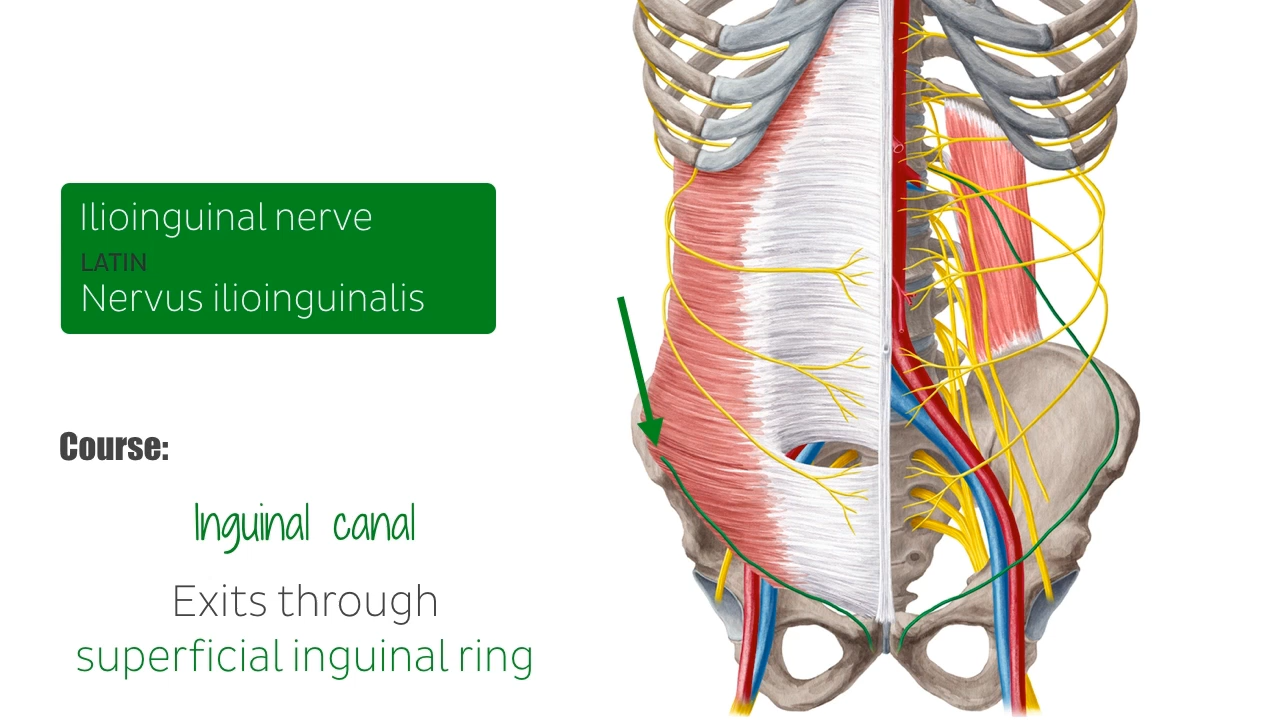 Ilioinguinal nerve
LATIN
Nervus ilioinguinalis
Course:
Inguinal canal
Exits through
superficial inguinal ring